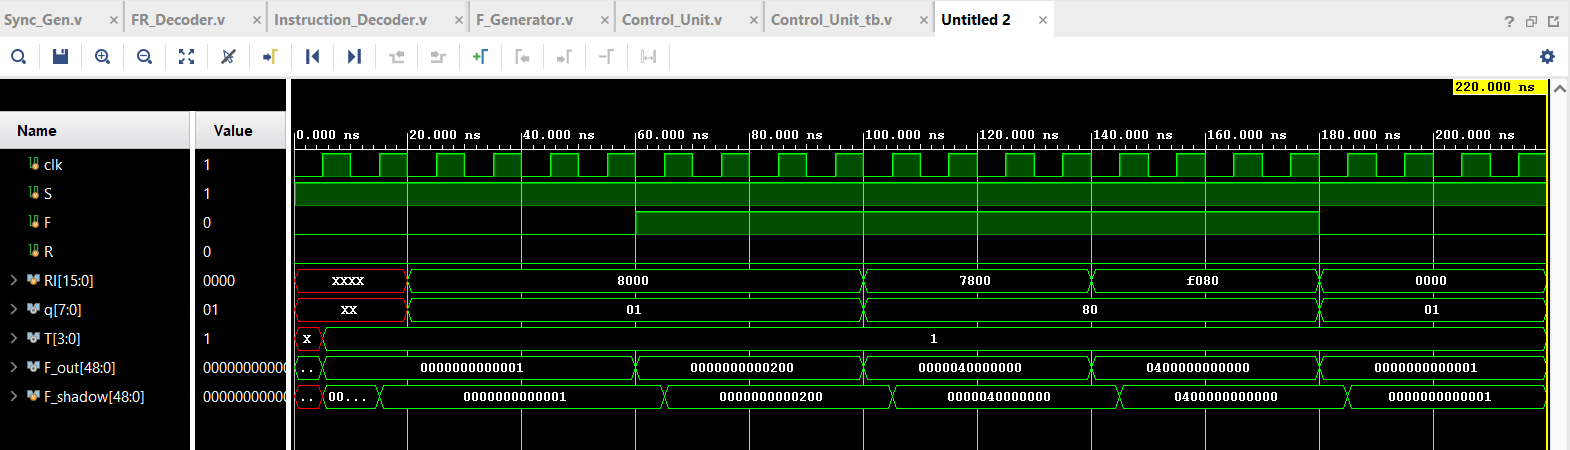 Sync_Gen.v × FR_Decoder.v × Instruction_Decoder.v × F_Generator.v × Control_Unit.v × Control_Unit_tb.v × Untitled 2 ×
220.000 ns
Name Value 0.000 ns 20.000 ns 40.000 ns 60.000 ns 80.000 ns 100.000 ns 120.000 ns 140.000 ns 160.000 ns 180.000 ns 200.000 ns
clk 1
S 1
F 0
R 0
RI[15:0] 0000 XXXX 8000 7800 f080 0000
q[7:0] 01 XX 01 80 01
T[3:0] 1 X 1
F_out[48:0] 00000000000 .. 0000000000001 0000000000200 0000040000000 0400000000000 0000000000001
F_shadow[48:0] 00000000000 .. 00... 0000000000001 0000000000200 0000040000000 0400000000000 0000000000001